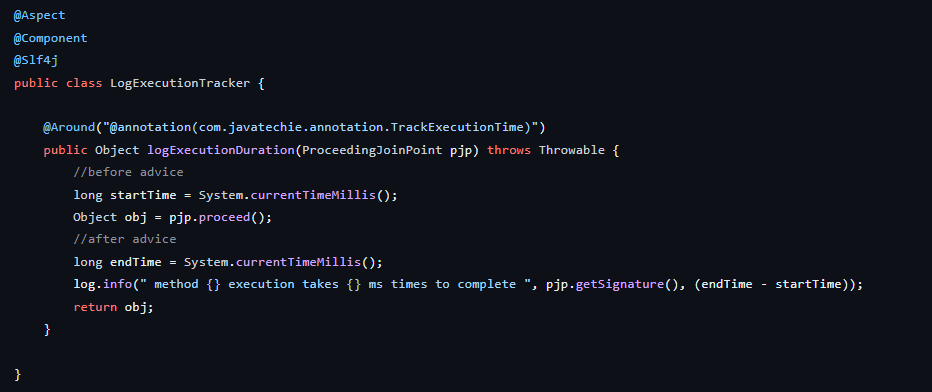 @Aspect
@Component
@Slf4j
public class LogExecutionTracker {
@Around("@annotation(com.javatechie.annotation.TrackExecutionTime)")
public Object logExecutionDuration(ProceedingJoinPoint pjp) throws Throwable {
//before advice
long startTime = System.currentTimeMillis();
Object obj = pjp.proceed();
//after advice
long endTime = System.currentTimeMillis();
log.info(" method {} execution takes {} ms times to complete ", pjp.getSignature(), (endTime - startTime));
return obj;
}
}